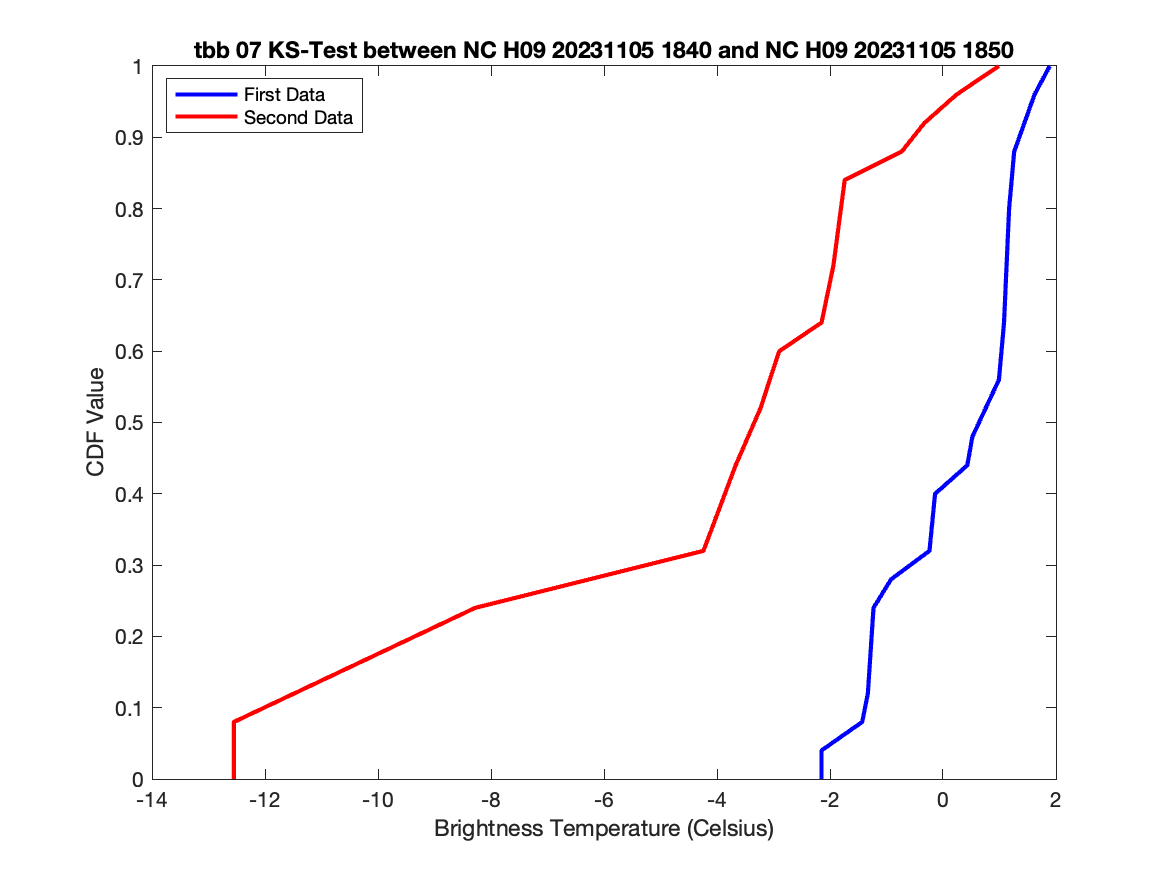 tbb 07 KS-Test between NC H09 20231105 1840 and NC H09 20231105 1850
First Data
Second Data
1
0.9
0.8
0.7
0.6
0.5
0.4
0.3
0.2
0.1
0
CDF Value
-14 -12 -10 -8 -6 -4 -2 0 2
Brightness Temperature (Celsius)